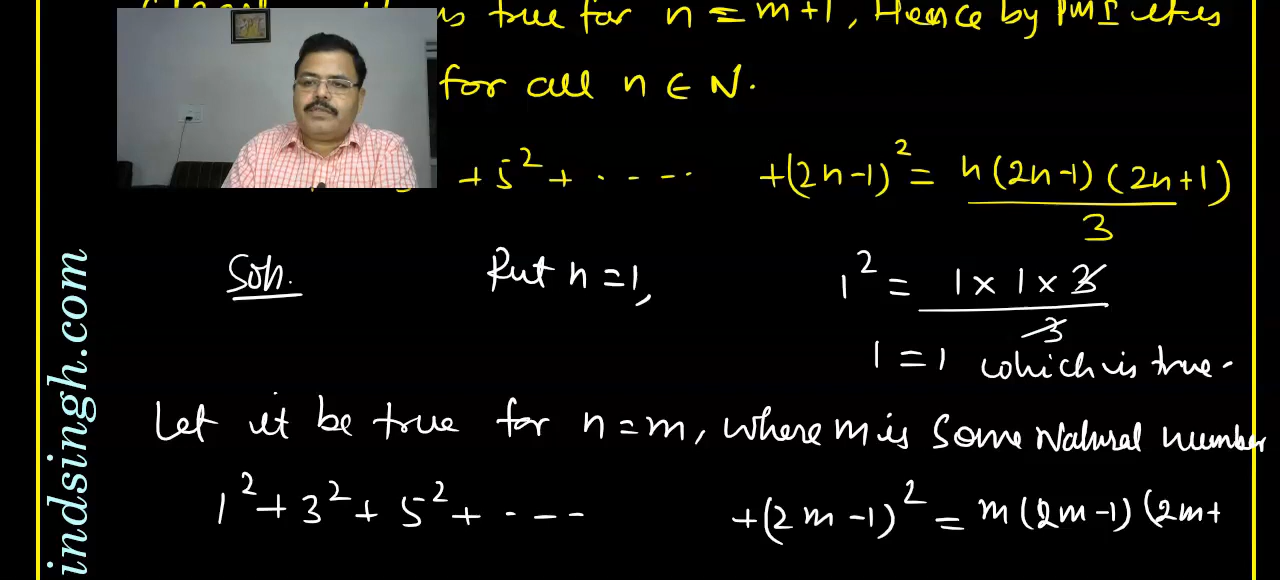 is true for n = m+1, Hence by PMI it is
for all n ∈ N.
+ 5² + ..... +(2n-1)² = n(2n-1)(2n+1)/3
Soln. Put n = 1, 1² = 1 × 1 × 3/3
1 = 1 which is true.
Let it be true for n = m, where m is some Natural number
1² + 3² + 5² + .--- +(2m-1)² = m(2m-1)(2m+
indsingh.com